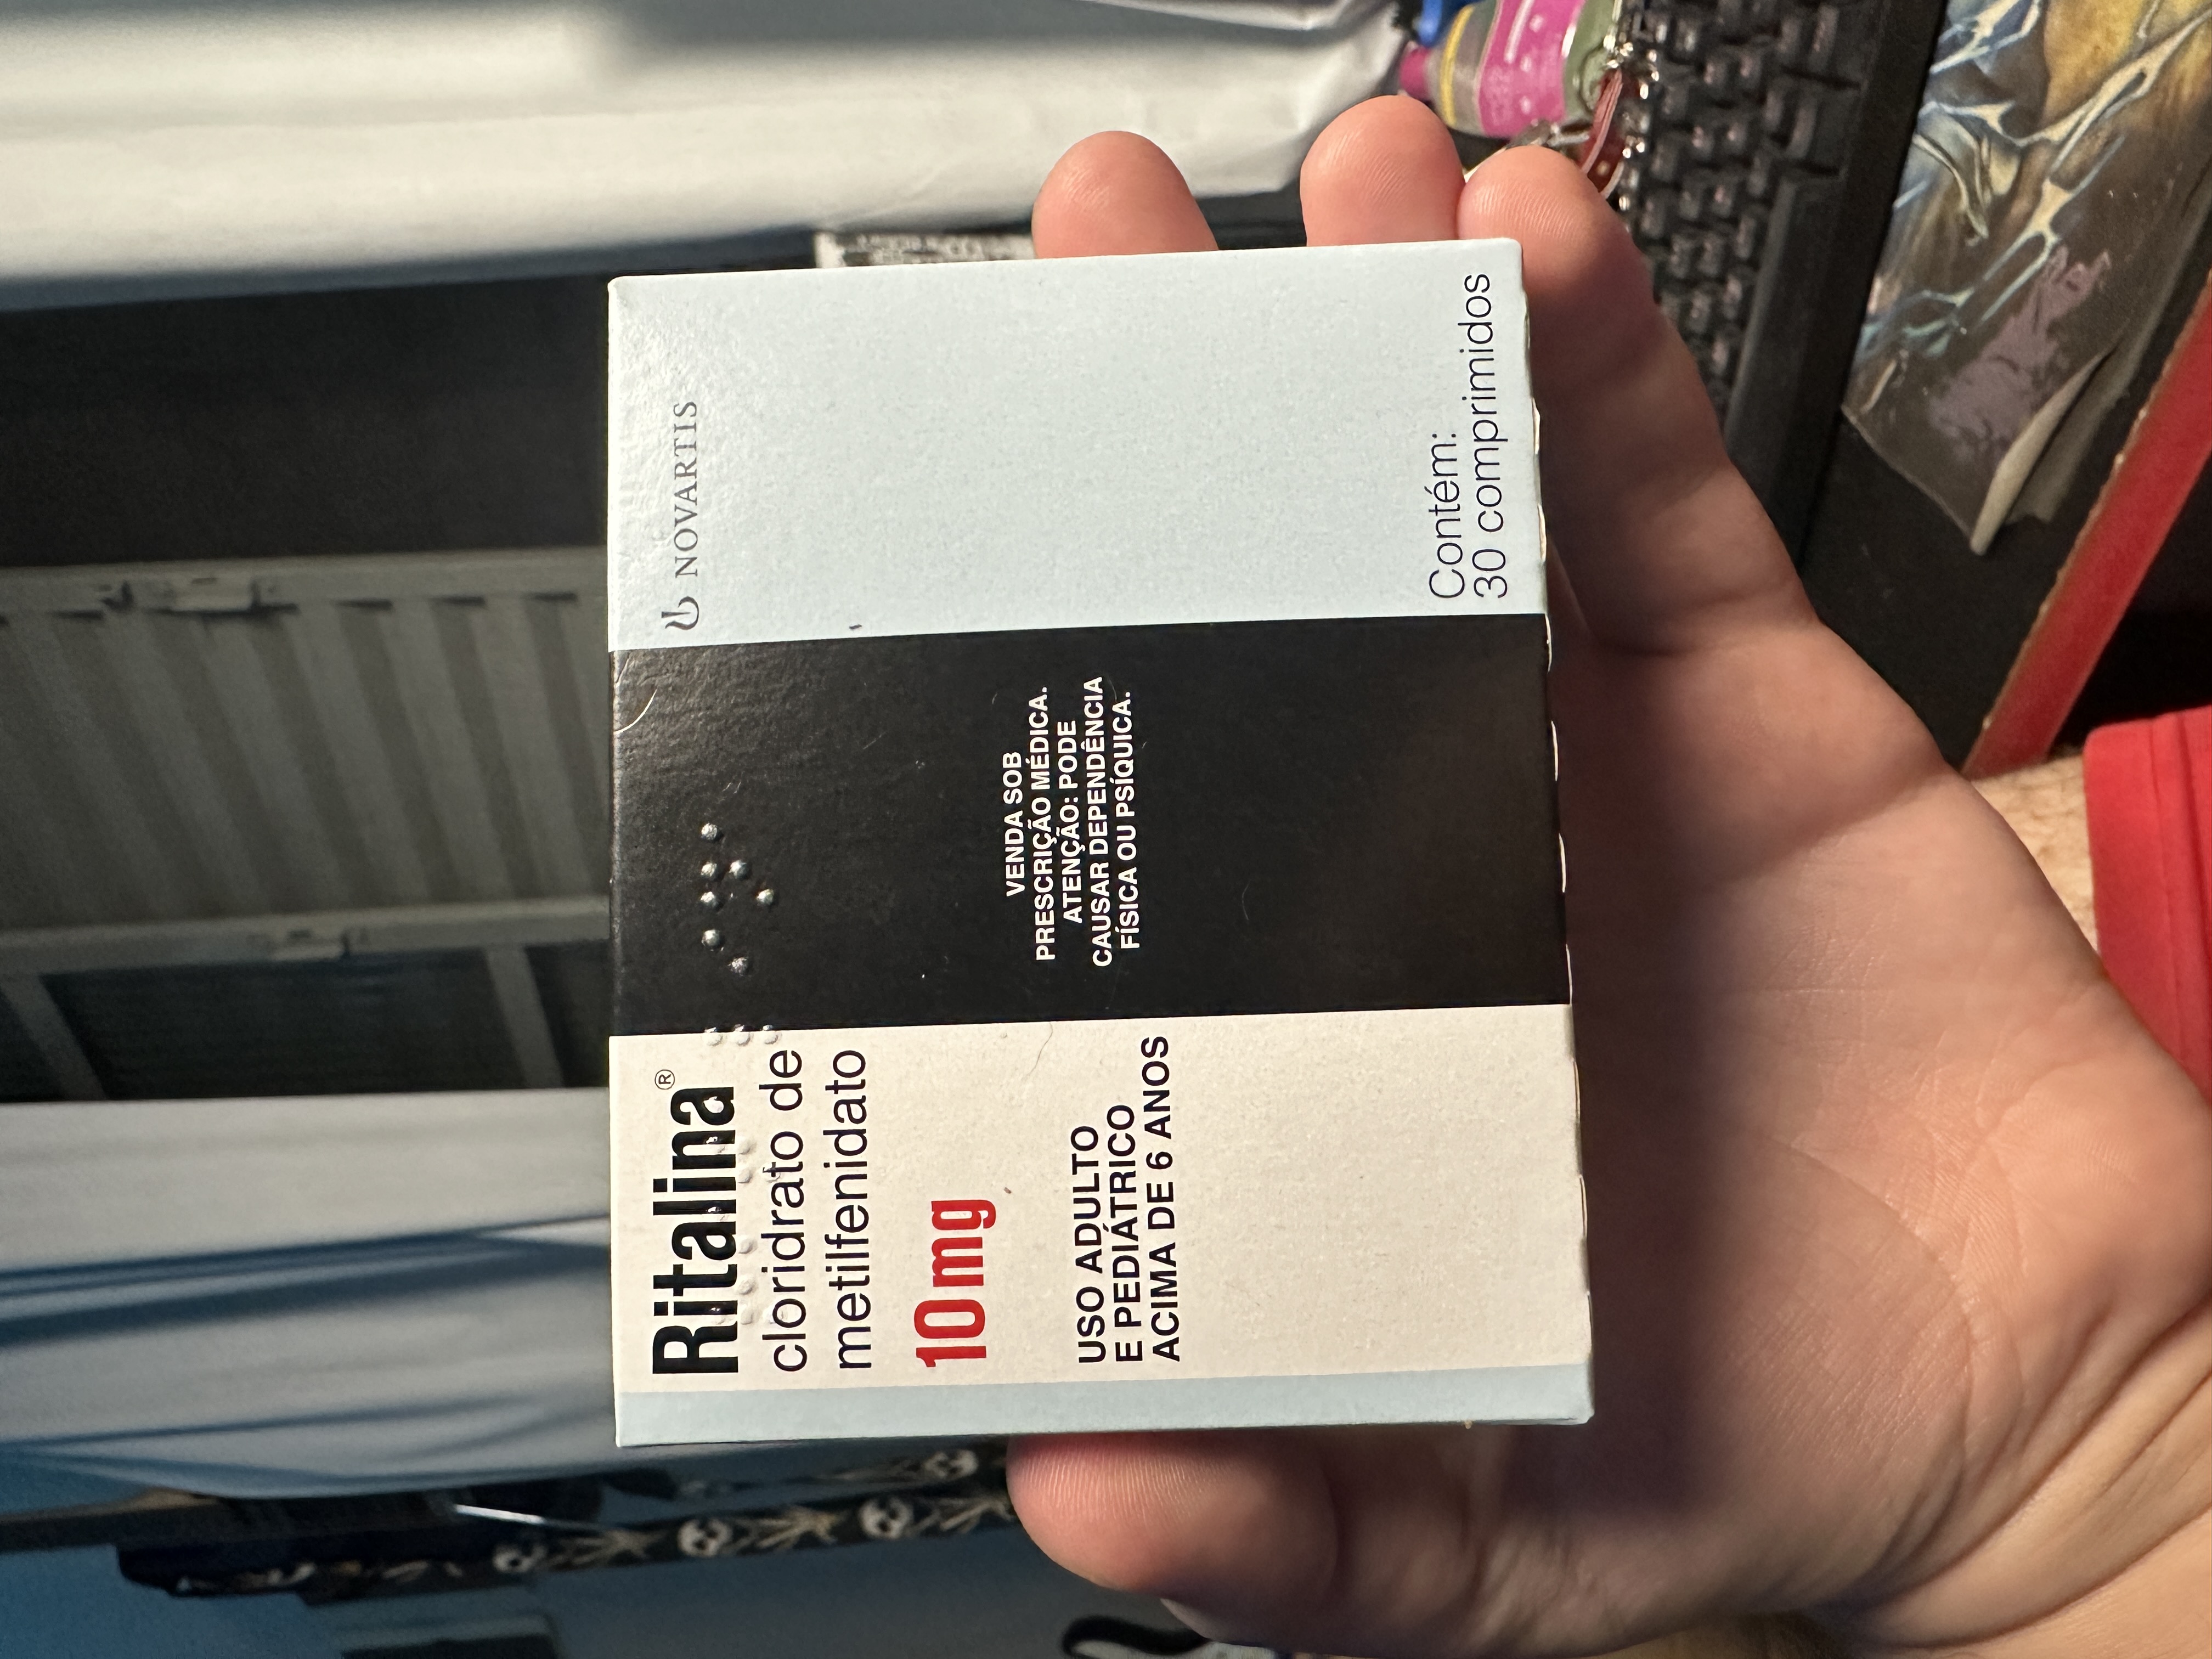 Ritalina®
cloridrato de
metilfenidato
10 mg
USO ADULTO
E PEDIÁTRICO
ACIMA DE 6 ANOS
VENDA SOB
PRESCRIÇÃO MÉDICA.
ATENÇÃO: PODE
CAUSAR DEPENDÊNCIA
FÍSICA OU PSÍQUICA.
NOVARTIS
Contém:
30 comprimidos